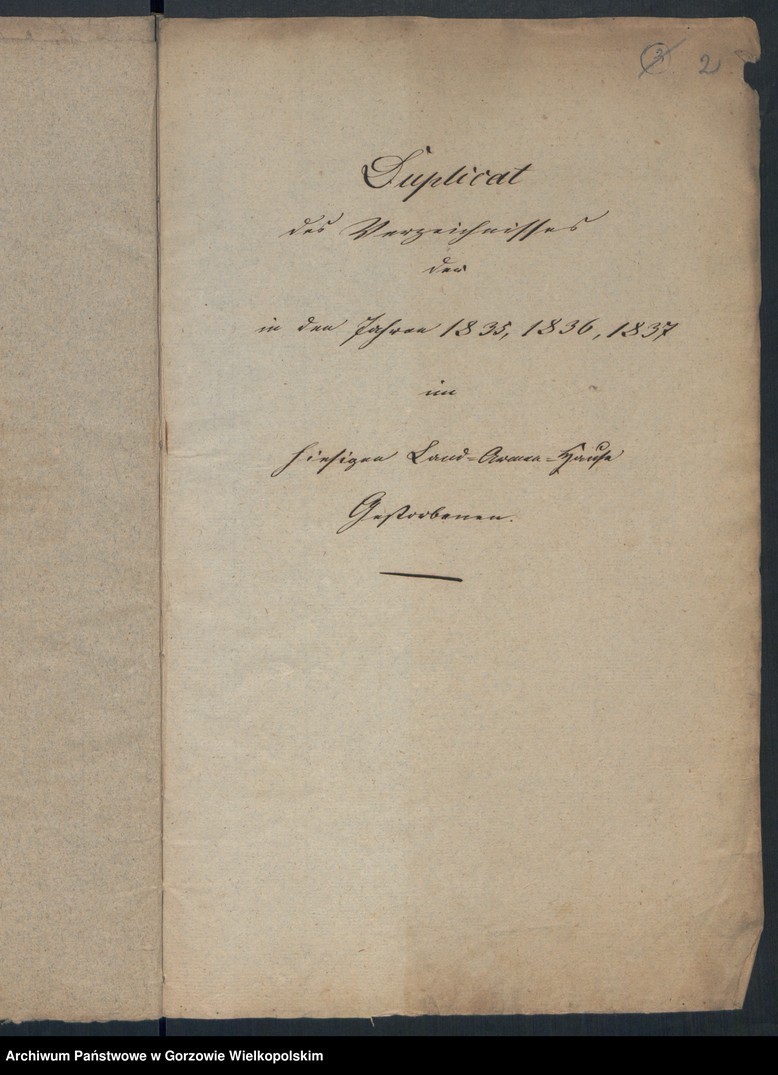 2 2
Duplicat
des Verzeichnisses
der
in den Jahren 1835, 1836, 1837
im
hiesigen Land-Armen-Hause
Gestorbenen.
Archiwum Państwowe w Gorzowie Wielkopolskim